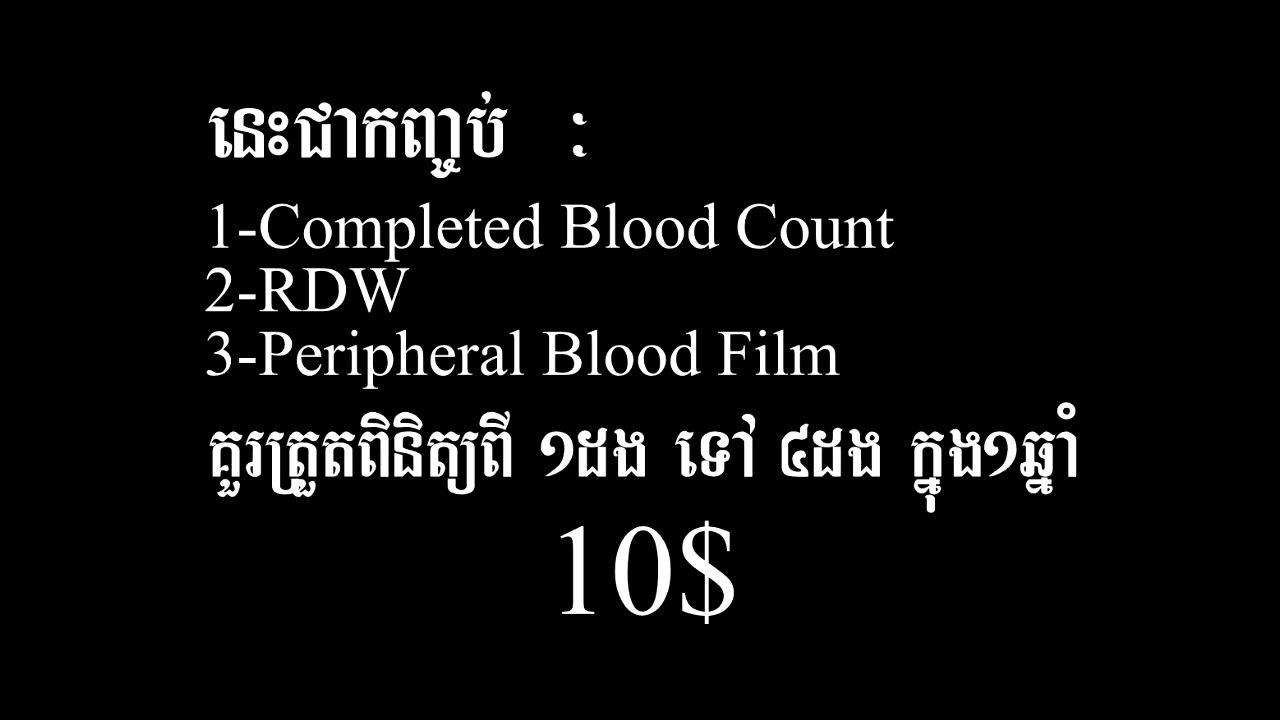 នេះជាកញ្ចប់ ៖
1-Completed Blood Count
2-RDW
3-Peripheral Blood Film
គួរត្រួតពិនិត្យពី ១ដង ទៅ ៤ដង ក្នុង១ឆ្នាំ
10$